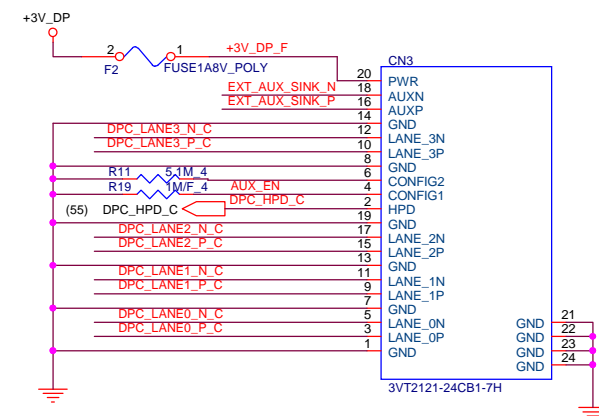 +3V_DP
2 1 +3V_DP_F CN3
F2 FUSE1A8V_POLY
20 PWR
EXT_AUX_SINK_N 18 AUXN
EXT_AUX_SINK_P 16 AUXP
14 GND
DPC_LANE3_N_C 12 LANE_3N
DPC_LANE3_P_C 10 LANE_3P
8 GND
R11 5.1M_4 6 CONFIG2
R19 1M/F_4 AUX_EN 4 CONFIG1
(55) DPC_HPD_C DPC_HPD_C 2 HPD
19 GND
DPC_LANE2_N_C 17 LANE_2N
DPC_LANE2_P_C 15 LANE_2P
13 GND
DPC_LANE1_N_C 11 LANE_1N
DPC_LANE1_P_C 9 LANE_1P
7 GND
DPC_LANE0_N_C 5 LANE_0N GND 21
DPC_LANE0_P_C 3 LANE_0P GND 22
1 GND GND 23
GND 24
3VT2121-24CB1-7H